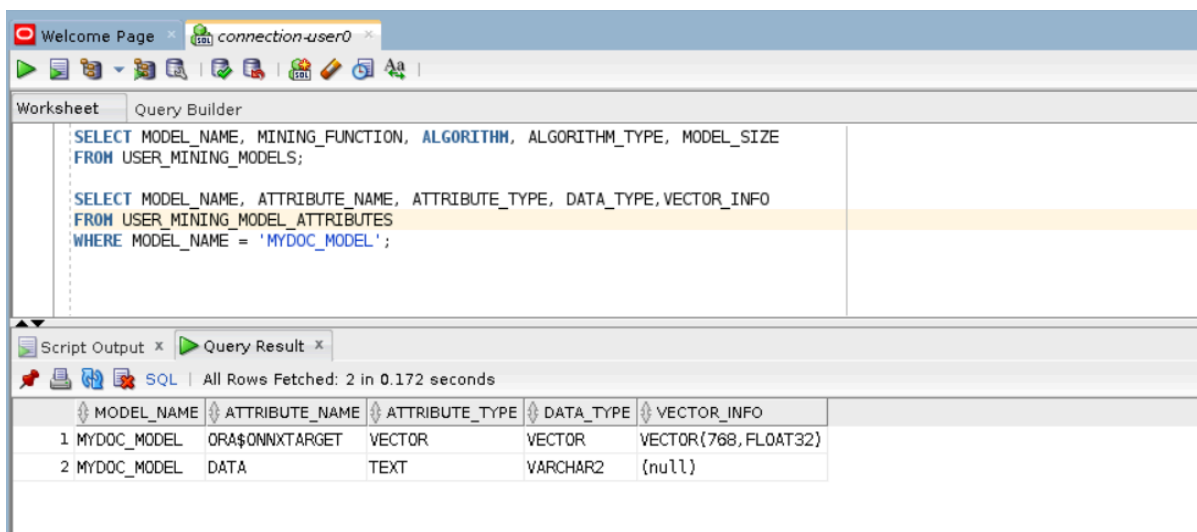 Welcome Page connection-user0
Worksheet Query Builder
SELECT MODEL_NAME, MINING_FUNCTION, ALGORITHM, ALGORITHM_TYPE, MODEL_SIZE
FROM USER_MINING_MODELS;
SELECT MODEL_NAME, ATTRIBUTE_NAME, ATTRIBUTE_TYPE, DATA_TYPE,VECTOR_INFO
FROM USER_MINING_MODEL_ATTRIBUTES
WHERE MODEL_NAME = 'MYDOC_MODEL';
Script Output x Query Result x
SQL | All Rows Fetched: 2 in 0.172 seconds
MODEL_NAME ATTRIBUTE_NAME ATTRIBUTE_TYPE DATA_TYPE VECTOR_INFO
1 MYDOC_MODEL ORA$ONNXTARGET VECTOR VECTOR VECTOR(768,FLOAT32)
2 MYDOC_MODEL DATA TEXT VARCHAR2 (null)